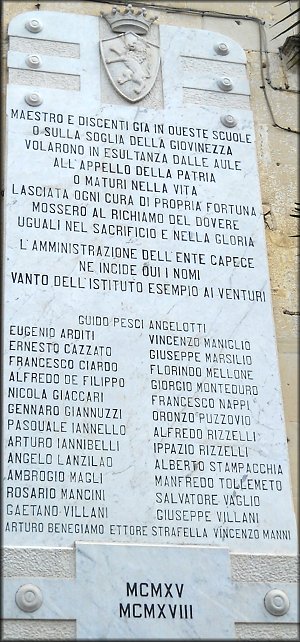 MAESTRO E DISCENTI GIA IN QUESTE SCUOLE
O SULLA SOGLIA DELLA GIOVINEZZA
VOLARONO IN ESULTANZA DALLE AULE
ALL'APPELLO DELLA PATRIA
O MATURI NELLA VITA
LASCIATA OGNI CURA DI PROPRIA FORTUNA
MOSSERO AL RICHIAMO DEL DOVERE
UGUALI NEL SACRIFICIO E NELLA GLORIA
L'AMMINISTRAZIONE DELL'ENTE CAPECE
NE INCIDE QUI I NOMI
VANTO DELL'ISTITUTO ESEMPIO AI VENTURI
GUIDO PESCI ANGELOTTI
EUGENIO ARDITI
ERNESTO CAZZATO
FRANCESCO CIARDO
ALFREDO DE FILIPPO
NICOLA GIACCARI
GENNARO GIANNUZZI
PASQUALE IANNELLO
ARTURO IANNIBELLI
ANGELO LANZILAO
AMBROGIO MAGLI
ROSARIO MANCINI
GAETANO VILLANI
VINCENZO MANIGLIO
GIUSEPPE MARSILIO
FLORINDO MELLONE
GIORGIO MONTEDURO
FRANCESCO NAPPI
ORONZO PUZZOVIO
ALFREDO RIZZELLI
IPPAZIO RIZZELLI
ALBERTO STAMPACCHIA
MANFREDO TOLLEMETO
SALVATORE VAGLIO
GIUSEPPE VILLANI
ARTURO BENEGIAMO ETTORE STRAFELLA VINCENZO MANNI
MCMXV
MCMXVIII